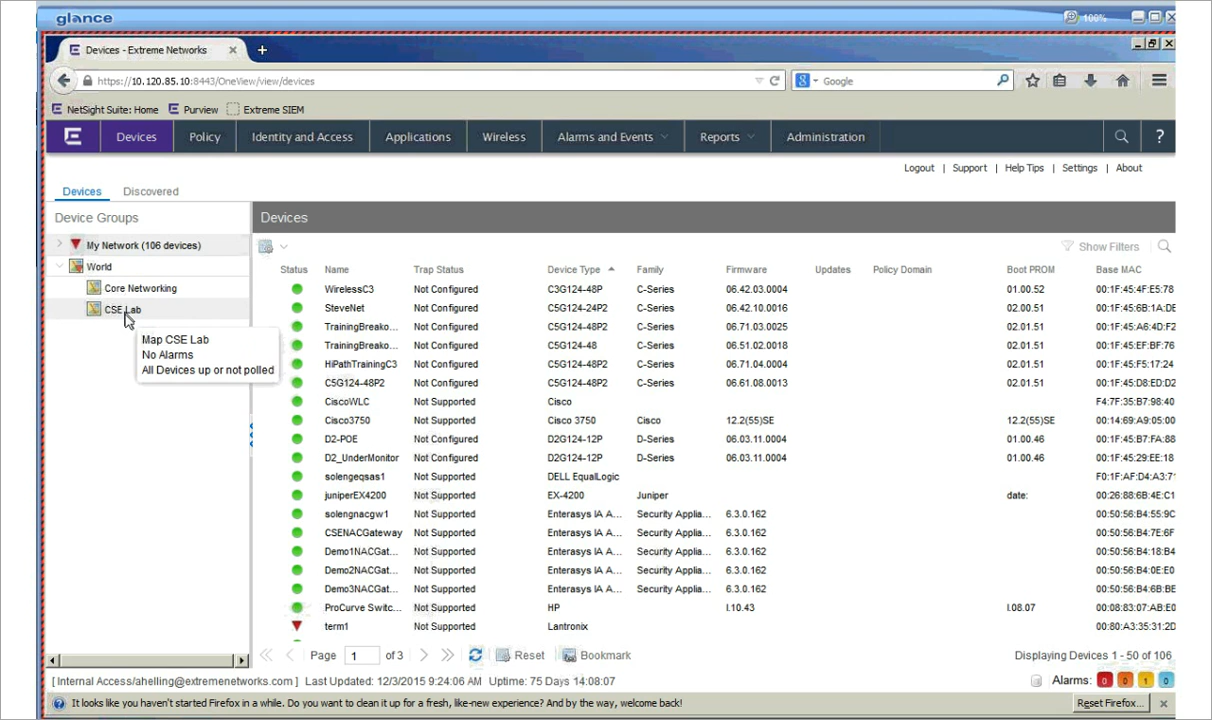 glance
100%
Devices - Extreme Networks
https://10.120.85.10:8443/OneView/view/devices
Google
NetSight Suite: Home Purview Extreme SIEM
Devices Policy Identity and Access Applications Wireless Alarms and Events Reports Administration ?
Logout | Support | Help Tips | Settings | About
Devices Discovered
Device Groups
Devices
My Network (106 devices)
World
Core Networking
CSE Lab
Map CSE Lab
No Alarms
All Devices up or not polled
Show Filters
Status Name Trap Status Device Type Family Firmware Updates Policy Domain Boot PROM Base MAC
WirelessC3 Not Configured C3G124-48P C-Series 06.42.03.0004 01.00.52 00:1F:45:4F:E5:78
SteveNet Not Configured C5G124-24P2 C-Series 06.42.10.0016 02.00.51 00:1F:45:6B:1A:DE
TrainingBreako... Not Configured C5G124-48P2 C-Series 06.71.03.0025 02.01.51 00:1F:45:A6:4D:F2
TrainingBreako... Not Configured C5G124-48 C-Series 06.51.02.0018 02.01.51 00:1F:45:EF:BF:76
HiPathTrainingC3 Not Configured C5G124-48P2 C-Series 06.71.04.0004 02.01.51 00:1F:45:F5:17:24
C5G124-48P2 Not Configured C5G124-48P2 C-Series 06.61.08.0013 02.01.51 00:1F:45:D8:ED:D2
CiscoWLC Not Supported Cisco F4:7F:35:B7:98:40
Cisco3750 Not Supported Cisco 3750 Cisco 12.2(55)SE 12.2(55)SE 00:14:69:A9:05:00
D2-POE Not Configured D2G124-12P D-Series 06.03.11.0004 01.00.46 00:1F:45:B7:FA:88
D2_UnderMonitor Not Configured D2G124-12P D-Series 06.03.11.0004 01.00.46 00:1F:45:29:EE:18
solengeqsas1 Not Supported DELL EqualLogic F0:1F:AF:D4:A3:71
juniperEX4200 Not Supported EX-4200 Juniper date: 00:26:88:6B:4E:C1
solengnacgw1 Not Supported Enterasys IA A... Security Applia... 6.3.0.162 00:50:56:B4:55:9C
CSENACGateway Not Supported Enterasys IA A... Security Applia... 6.3.0.162 00:50:56:B4:7E:6F
Demo1NACGat... Not Supported Enterasys IA A... Security Applia... 6.3.0.162 00:50:56:B4:18:B4
Demo2NACGat... Not Supported Enterasys IA A... Security Applia... 6.3.0.162 00:50:56:B4:0E:E0
Demo3NACGat... Not Supported Enterasys IA A... Security Applia... 6.3.0.162 00:50:56:B4:6B:BE
ProCurve Switc... Not Supported HP I.10.43 I.08.07 00:08:83:07:AB:E0
term1 Not Supported Lantronix 00:80:A3:35:31:2D
Page 1 of 3 Reset Bookmark Displaying Devices 1 - 50 of 106
[ Internal Access/ahelling@extremenetworks.com ] Last Updated: 12/3/2015 9:24:06 AM Uptime: 75 Days 14:08:07 Alarms: 0 0 1 0
It looks like you haven't started Firefox in a while. Do you want to clean it up for a fresh, like-new experience? And by the way, welcome back! Reset Firefox...